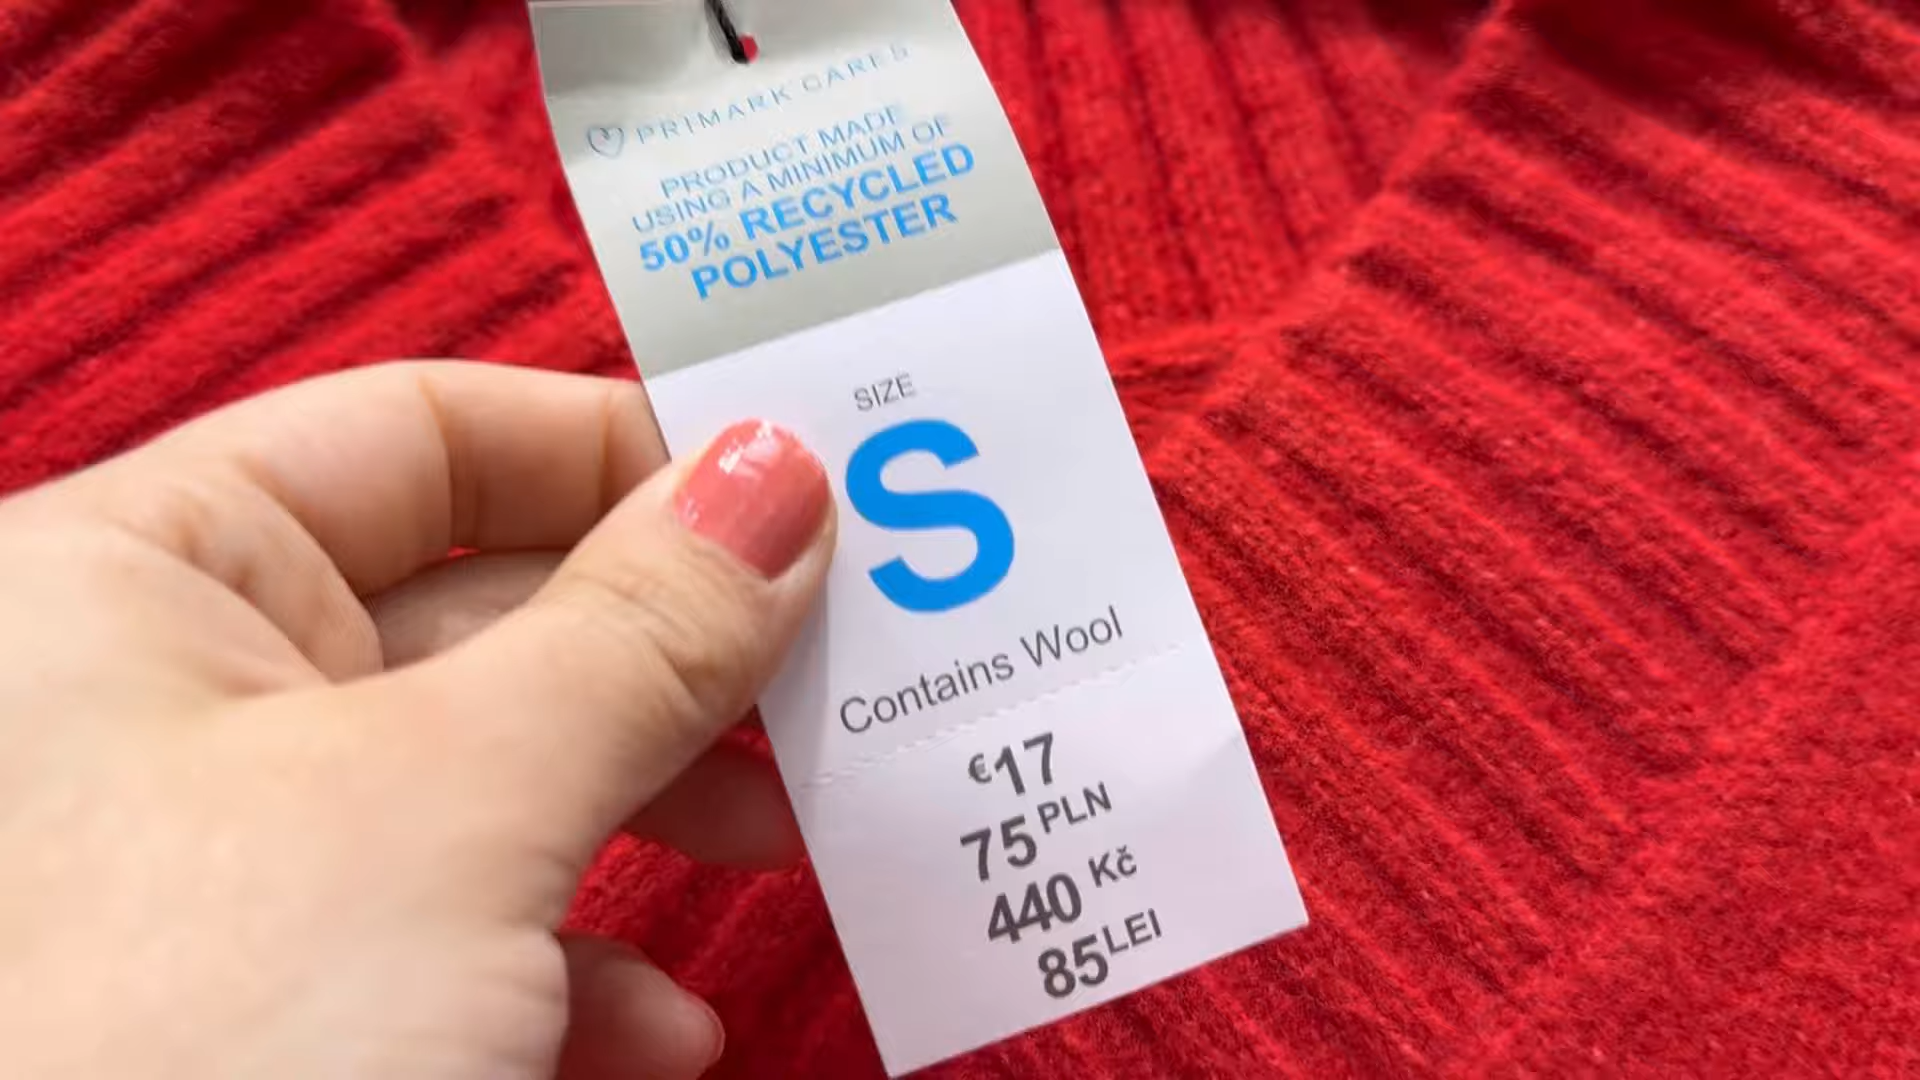 PRIMARK CARES
PRODUCT MADE
USING A MINIMUM OF
50% RECYCLED
POLYESTER
SIZE
S
Contains Wool
€17
75 PLN
440 Kč
85 LEI